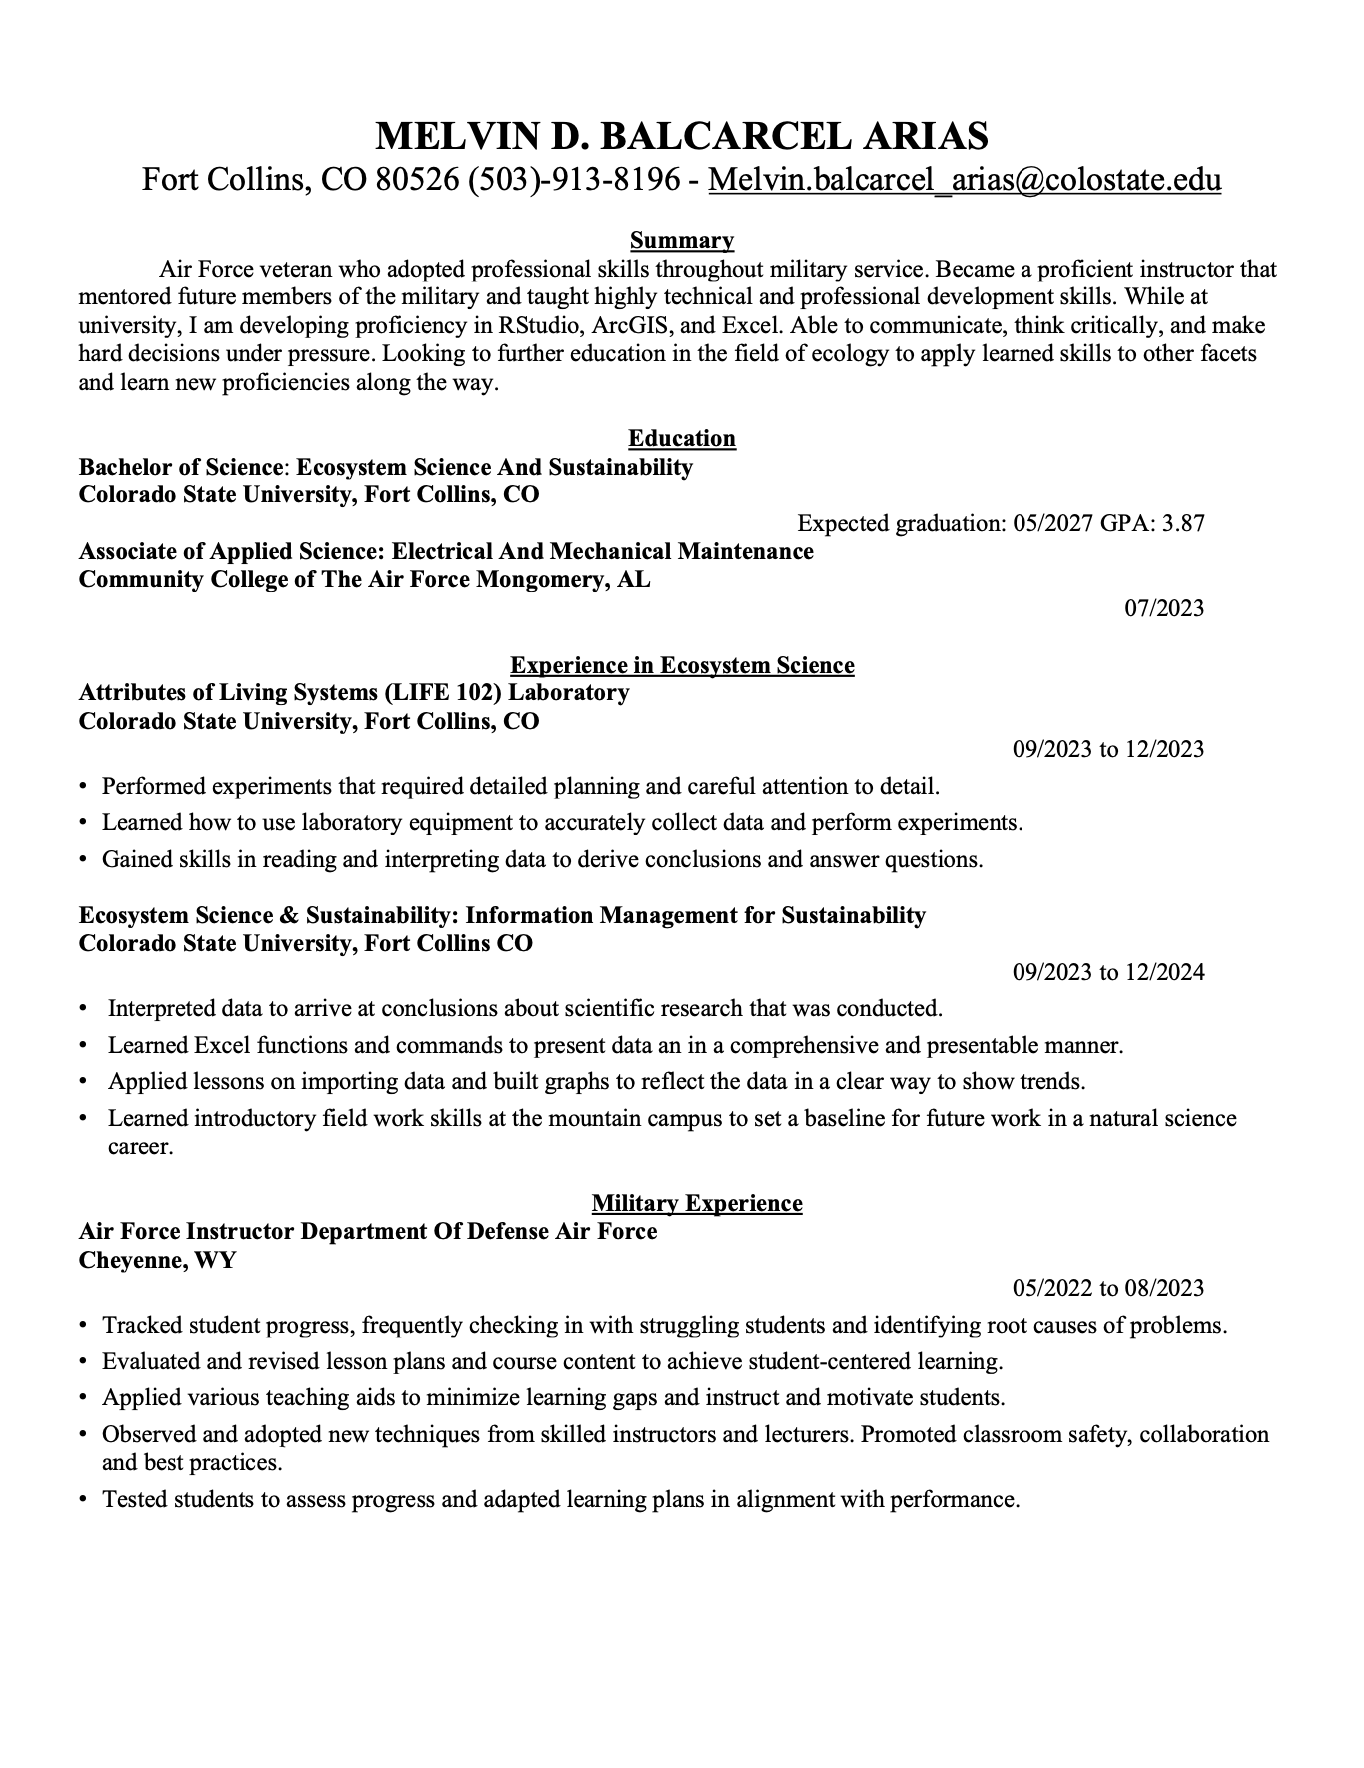 MELVIN D. BALCARCEL ARIAS
Fort Collins, CO 80526 (503)-913-8196 - Melvin.balcarcel_arias@colostate.edu
Summary
Air Force veteran who adopted professional skills throughout military service. Became a proficient instructor that
mentored future members of the military and taught highly technical and professional development skills. While at
university, I am developing proficiency in RStudio, ArcGIS, and Excel. Able to communicate, think critically, and make
hard decisions under pressure. Looking to further education in the field of ecology to apply learned skills to other facets
and learn new proficiencies along the way.
Education
Bachelor of Science: Ecosystem Science And Sustainability
Colorado State University, Fort Collins, CO
Expected graduation: 05/2027 GPA: 3.87
Associate of Applied Science: Electrical And Mechanical Maintenance
Community College of The Air Force Mongomery, AL
07/2023
Experience in Ecosystem Science
Attributes of Living Systems (LIFE 102) Laboratory
Colorado State University, Fort Collins, CO
09/2023 to 12/2023
• Performed experiments that required detailed planning and careful attention to detail.
• Learned how to use laboratory equipment to accurately collect data and perform experiments.
• Gained skills in reading and interpreting data to derive conclusions and answer questions.
Ecosystem Science & Sustainability: Information Management for Sustainability
Colorado State University, Fort Collins CO
09/2023 to 12/2024
• Interpreted data to arrive at conclusions about scientific research that was conducted.
• Learned Excel functions and commands to present data an in a comprehensive and presentable manner.
• Applied lessons on importing data and built graphs to reflect the data in a clear way to show trends.
• Learned introductory field work skills at the mountain campus to set a baseline for future work in a natural science
career.
Military Experience
Air Force Instructor Department Of Defense Air Force
Cheyenne, WY
05/2022 to 08/2023
• Tracked student progress, frequently checking in with struggling students and identifying root causes of problems.
• Evaluated and revised lesson plans and course content to achieve student-centered learning.
• Applied various teaching aids to minimize learning gaps and instruct and motivate students.
• Observed and adopted new techniques from skilled instructors and lecturers. Promoted classroom safety, collaboration
and best practices.
• Tested students to assess progress and adapted learning plans in alignment with performance.